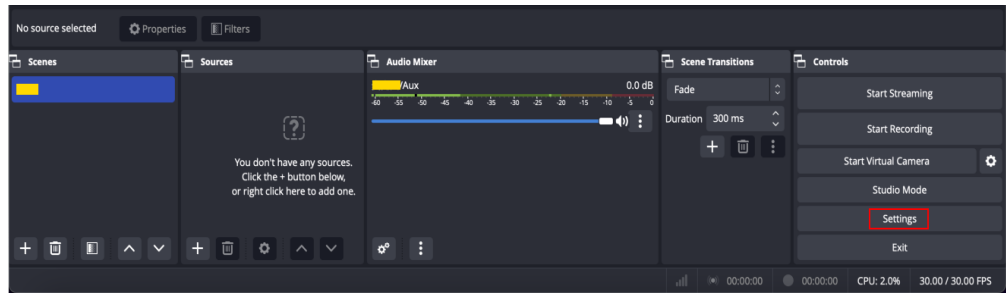 No source selected
Properties
Filters
Scenes
Sources
You don't have any sources.
Click the + button below,
or right click here to add one.
Audio Mixer
/Aux
0.0 dB
-60 -55 -50 -45 -40 -35 -30 -25 -20 -15 -10 -5 0
Scene Transitions
Fade
Duration 300 ms
Controls
Start Streaming
Start Recording
Start Virtual Camera
Studio Mode
Settings
Exit
00:00:00 00:00:00 CPU: 2.0% 30.00 / 30.00 FPS